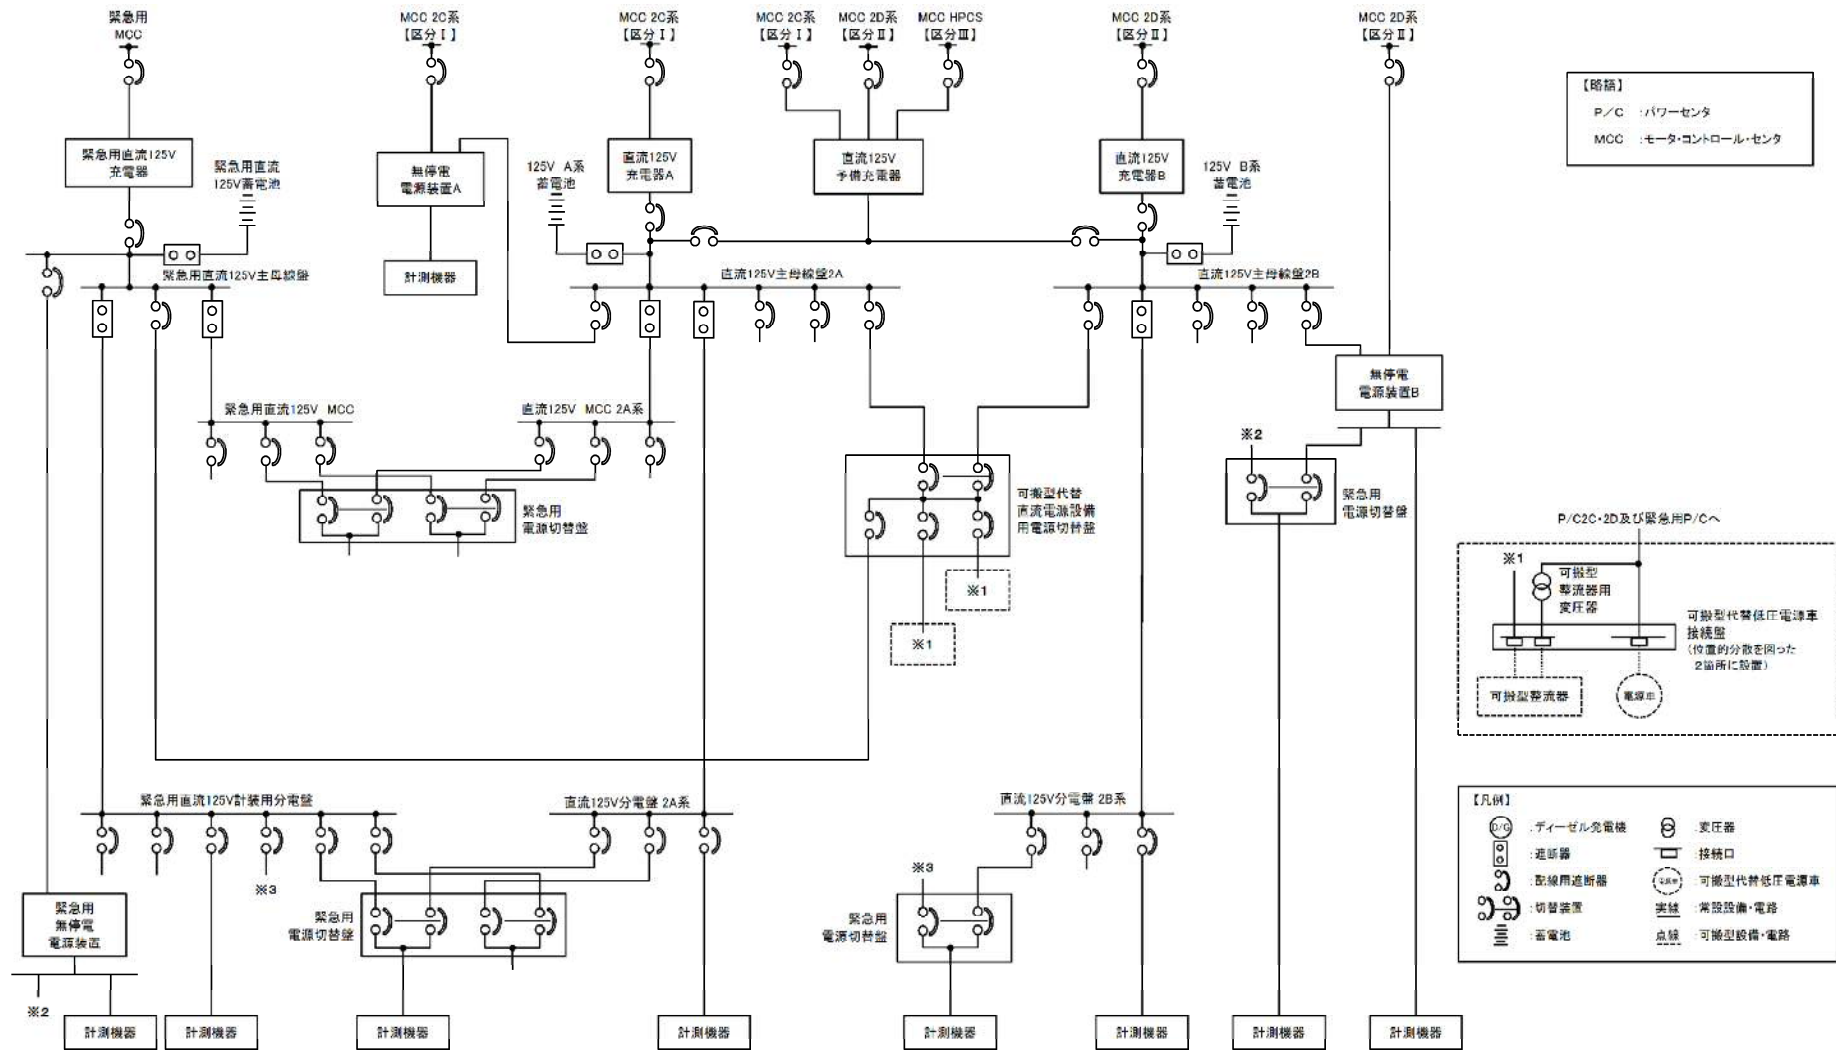 緊急用
MCC
MCC 2C系
【区分Ⅰ】
MCC 2C系
【区分Ⅰ】
MCC 2C系
【区分Ⅰ】
MCC 2D系
【区分Ⅱ】
MCC HPCS
【区分Ⅲ】
MCC 2D系
【区分Ⅱ】
MCC 2D系
【区分Ⅱ】
【略語】
P/C :パワーセンタ
MCC :モータ・コントロール・センタ
緊急用直流125V
充電器
緊急用直流
125V蓄電池
無停電
電源装置A
125V A系
蓄電池
直流125V
充電器A
直流125V
予備充電器
直流125V
充電器B
125V B系
蓄電池
計測機器
緊急用直流125V主母線盤
直流125V主母線盤2A
直流125V主母線盤2B
無停電
電源装置B
緊急用直流125V MCC
直流125V MCC 2A系
緊急用
電源切替盤
可搬型代替
直流電源設備
用電源切替盤
※1
※1
※2
緊急用
電源切替盤
P/C2C・2D及び緊急用P/Cへ
※1
可搬型
整流器用
変圧器
可搬型代替低圧電源車
接続盤
(位置的分散を図った
2箇所に設置)
可搬型整流器
電源車
緊急用直流125V計装用分電盤
直流125V分電盤 2A系
直流125V分電盤 2B系
※3
※3
緊急用
無停電
電源装置
緊急用
電源切替盤
緊急用
電源切替盤
※2
計測機器
計測機器
計測機器
計測機器
計測機器
計測機器
計測機器
計測機器
【凡例】
D/G :ディーゼル発電機
:変圧器
:遮断器
:接続口
:配線用遮断器
電源車 :可搬型代替低圧電源車
:切替装置
実線 :常設設備・電路
:蓄電池
点線 :可搬型設備・電路